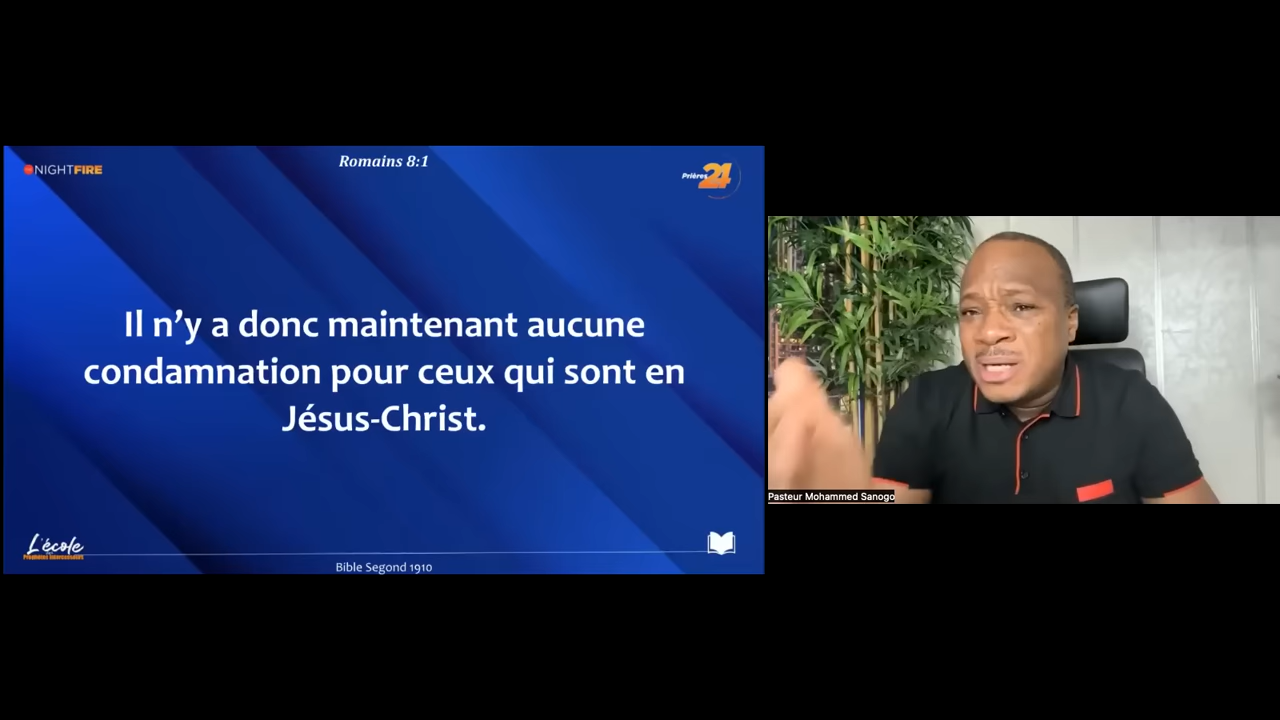 NIGHTFIRE
Romains 8:1
Prières 24
Il n’y a donc maintenant aucune
condamnation pour ceux qui sont en
Jésus-Christ.
L'école
Bible Segond 1910
Pasteur Mohammed Sanogo